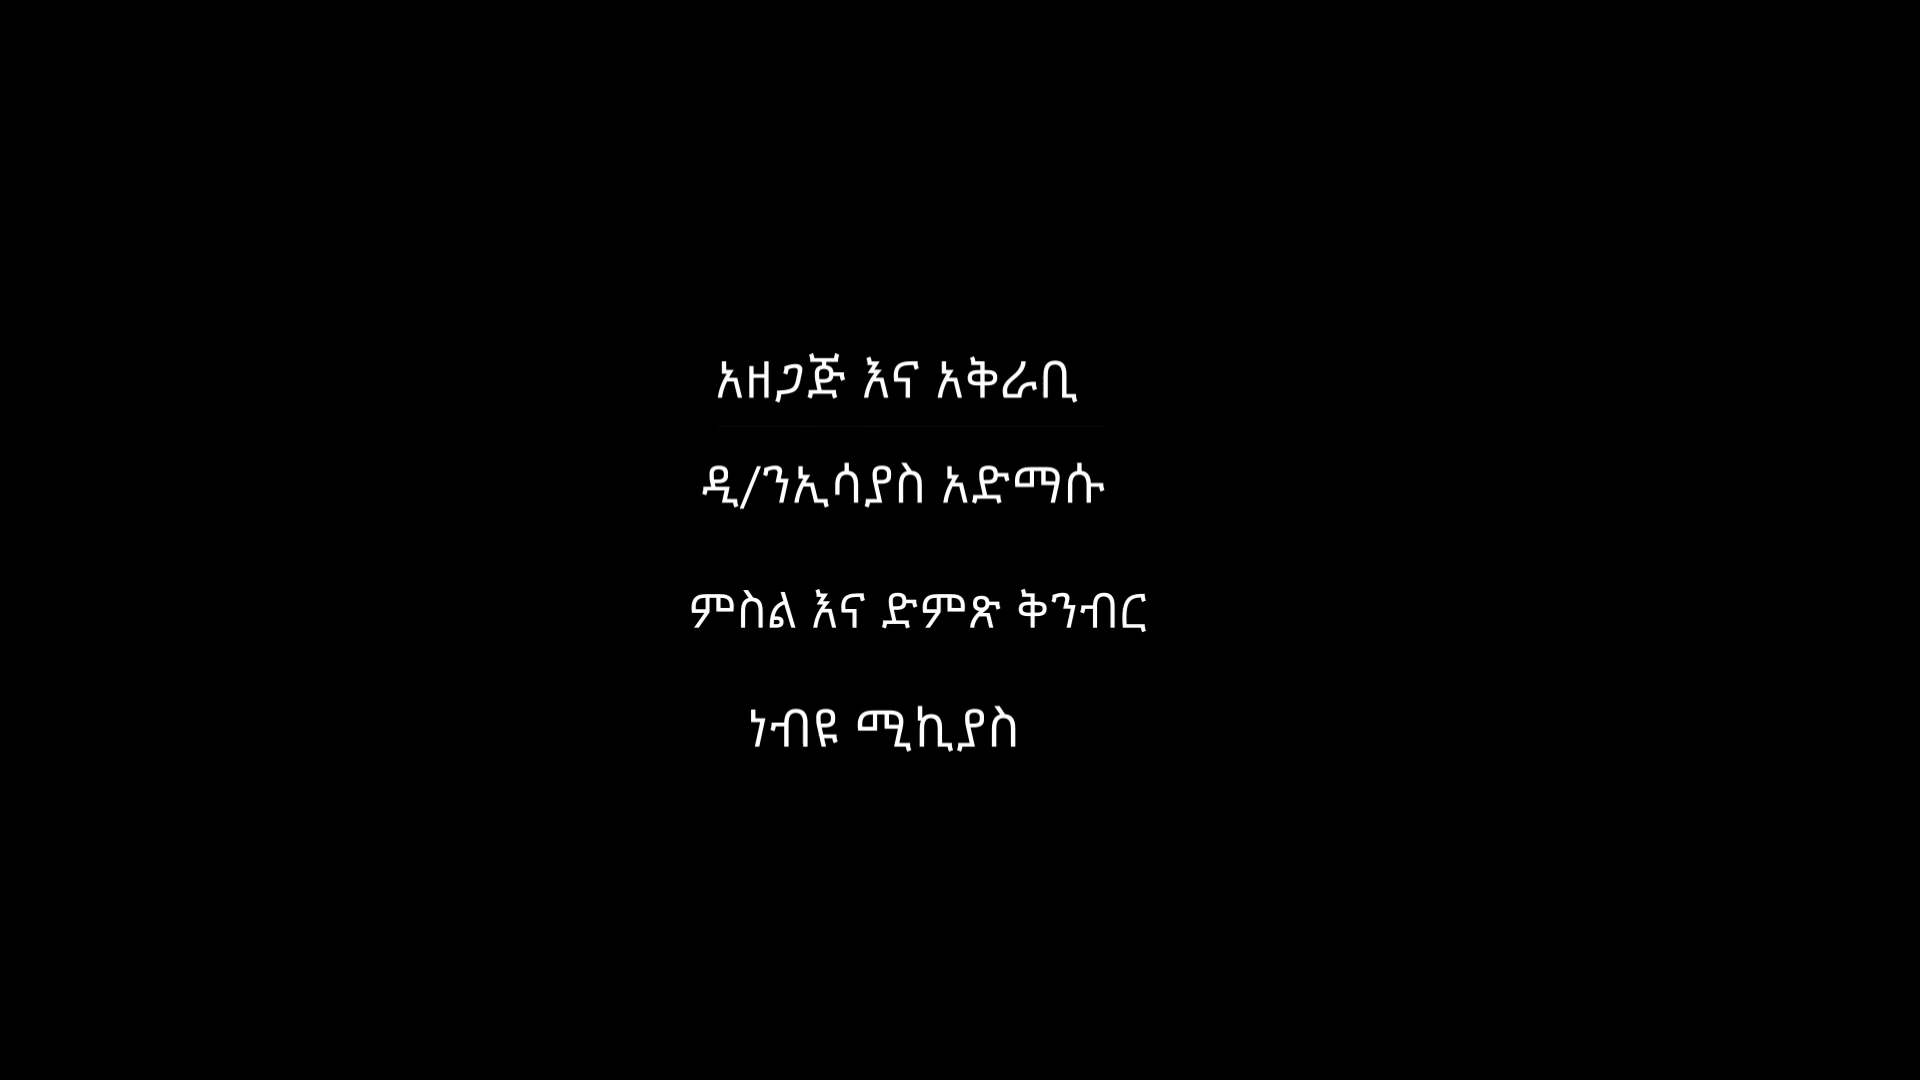 አዘጋጅ እና አቅራቢ
ዲ/ንኢሳያስ አድማሱ
ምስል እና ድምጽ ቅንብር
ነብዩ ሚኪያስ